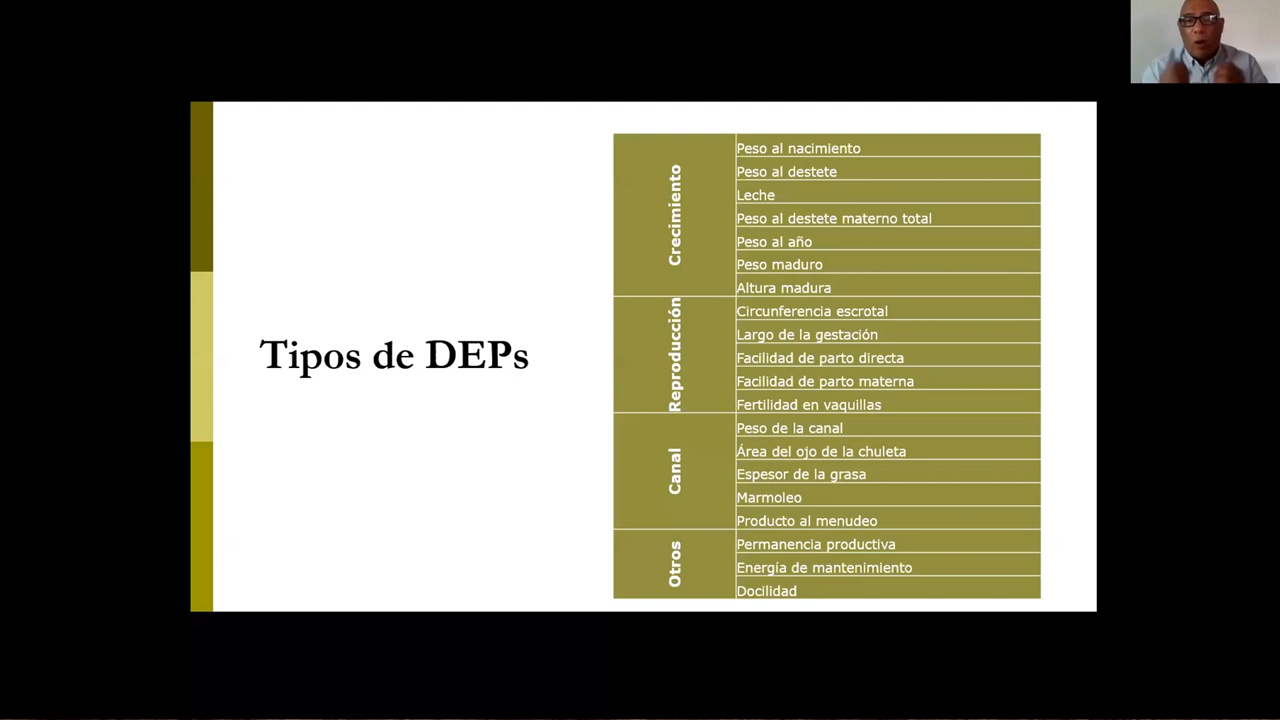 Tipos de DEPs
Crecimiento
Peso al nacimiento
Peso al destete
Leche
Peso al destete materno total
Peso al año
Peso maduro
Altura madura
Reproducción
Circunferencia escrotal
Largo de la gestación
Facilidad de parto directa
Facilidad de parto materna
Fertilidad en vaquillas
Canal
Peso de la canal
Área del ojo de la chuleta
Espesor de la grasa
Marmoleo
Producto al menudeo
Otros
Permanencia productiva
Energía de mantenimiento
Docilidad